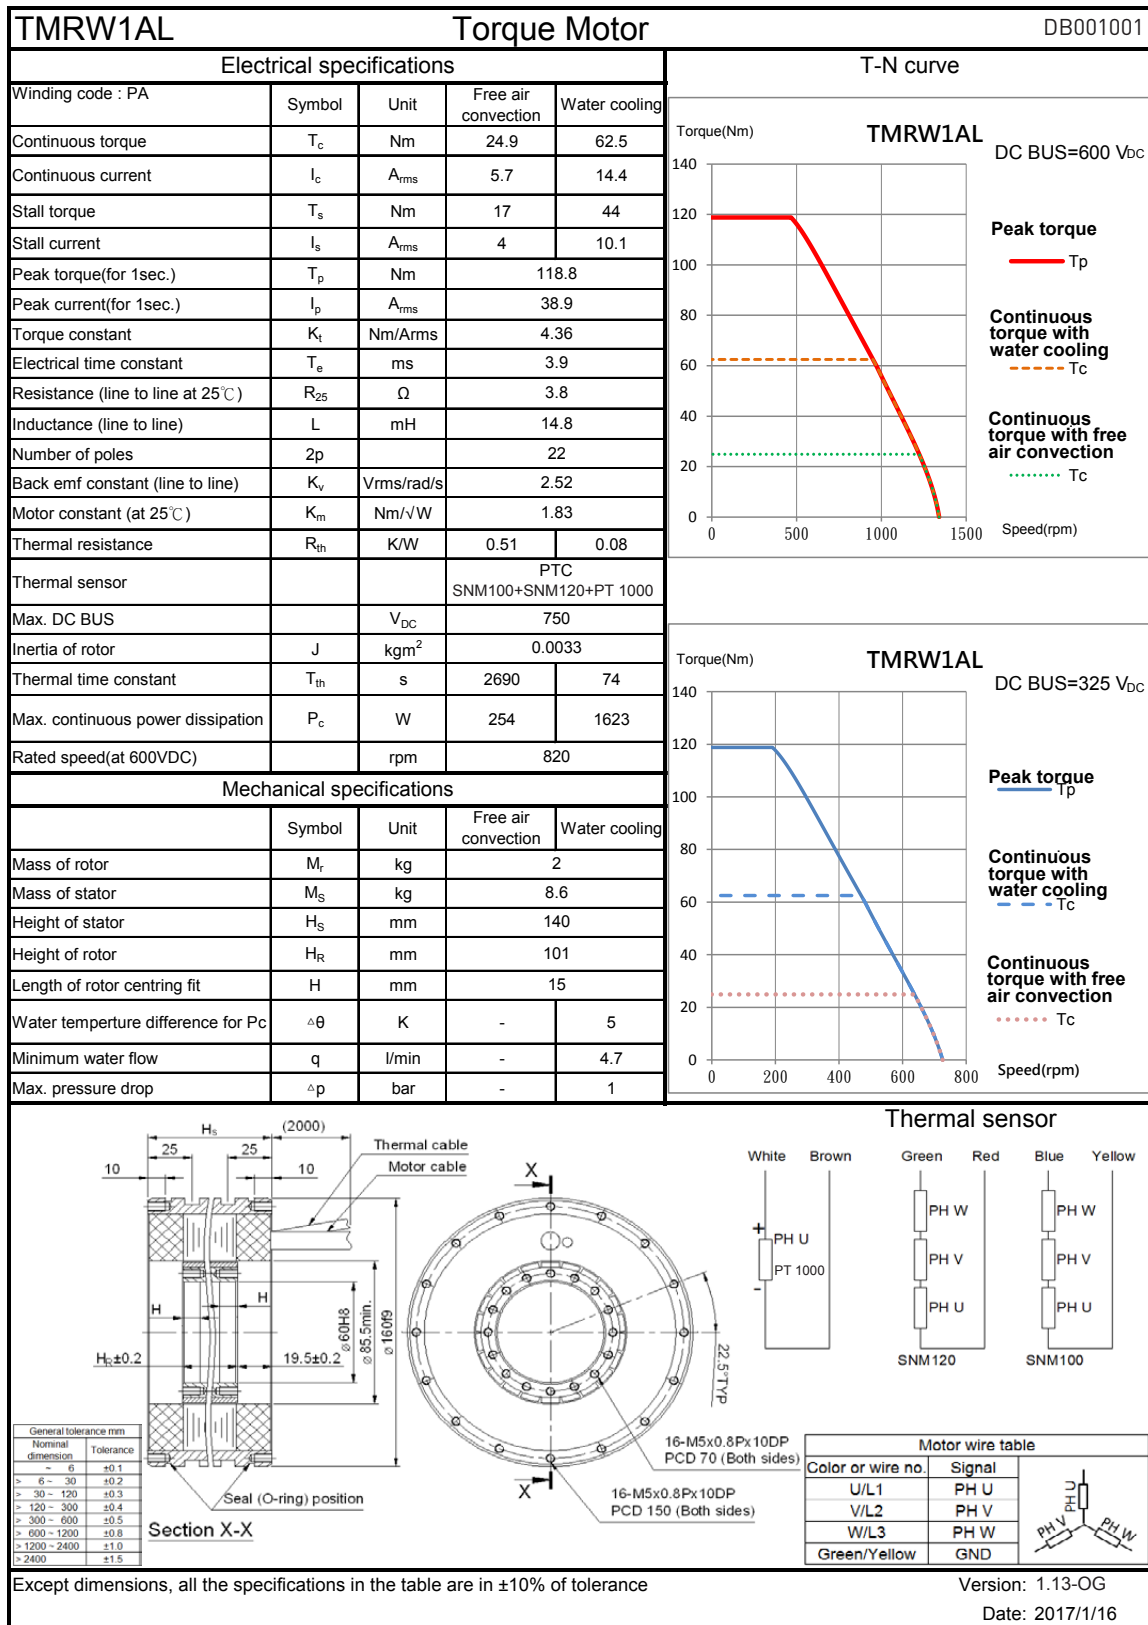 TMRW1AL Torque Motor DB001001
Electrical specifications
Winding code : PA Symbol Unit Free air convection Water cooling
Continuous torque Tc Nm 24.9 62.5
Continuous current Ic Arms 5.7 14.4
Stall torque Ts Nm 17 44
Stall current Is Arms 4 10.1
Peak torque(for 1sec.) Tp Nm 118.8
Peak current(for 1sec.) Ip Arms 38.9
Torque constant Kt Nm/Arms 4.36
Electrical time constant Te ms 3.9
Resistance (line to line at 25℃) R25 Ω 3.8
Inductance (line to line) L mH 14.8
Number of poles 2p 22
Back emf constant (line to line) Kv Vrms/rad/s 2.52
Motor constant (at 25℃) Km Nm/√W 1.83
Thermal resistance Rth K/W 0.51 0.08
Thermal sensor PTC
SNM100+SNM120+PT 1000
Max. DC BUS VDC 750
Inertia of rotor J kgm² 0.0033
Thermal time constant Tth s 2690 74
Max. continuous power dissipation Pc W 254 1623
Rated speed(at 600VDC) rpm 820
Mechanical specifications
Symbol Unit Free air convection Water cooling
Mass of rotor Mr kg 2
Mass of stator MS kg 8.6
Height of stator HS mm 140
Height of rotor HR mm 101
Length of rotor centring fit H mm 15
Water temperture difference for Pc △θ K - 5
Minimum water flow q l/min - 4.7
Max. pressure drop △p bar - 1
T-N curve
Torque(Nm) TMRW1AL
DC BUS=600 VDC
140
120
100
80
60
40
20
0
0 500 1000 1500 Speed(rpm)
Peak torque
Tp
Continuous
torque with
water cooling
Tc
Continuous
torque with free
air convection
Tc
Torque(Nm) TMRW1AL
DC BUS=325 VDC
140
120
100
80
60
40
20
0
0 200 400 600 800 Speed(rpm)
Peak torque
Tp
Continuous
torque with
water cooling
Tc
Continuous
torque with free
air convection
Tc
Hs (2000)
25 25
10 10
Thermal cable
Motor cable
H H
HR±0.2 19.5±0.2
⌀60H8
⌀85.5min.
⌀160f9
Seal (O-ring) position
Section X-X
X
X
22.5°TYP
16-M5x0.8Px10DP
PCD 70 (Both sides)
16-M5x0.8Px10DP
PCD 150 (Both sides)
General tolerance mm
Nominal dimension Tolerance
~ 6 ±0.1
> 6 ~ 30 ±0.2
> 30 ~ 120 ±0.3
> 120 ~ 300 ±0.4
> 300 ~ 600 ±0.5
> 600 ~ 1200 ±0.8
> 1200 ~ 2400 ±1.0
> 2400 ±1.5
Thermal sensor
White Brown Green Red Blue Yellow
+
PH U
PT 1000
-
PH W
PH V
PH U
SNM120
PH W
PH V
PH U
SNM100
Motor wire table
Color or wire no. Signal
U/L1 PH U
V/L2 PH V
W/L3 PH W
Green/Yellow GND
PH U
PH V
PH W
Except dimensions, all the specifications in the table are in ±10% of tolerance
Version: 1.13-OG
Date: 2017/1/16